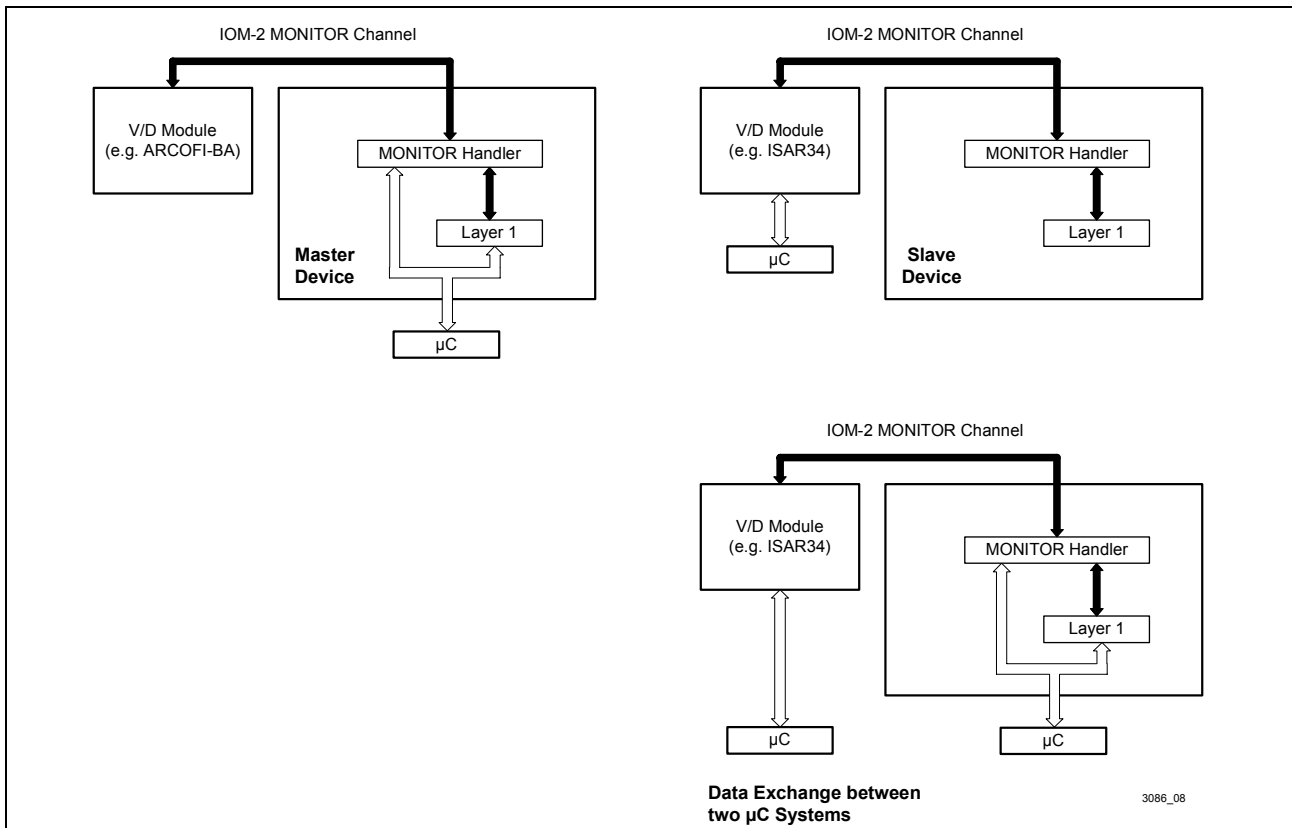 IOM-2 MONITOR Channel
V/D Module
(e.g. ARCOFI-BA)
MONITOR Handler
Layer 1
Master
Device
µC
IOM-2 MONITOR Channel
V/D Module
(e.g. ISAR34)
µC
MONITOR Handler
Layer 1
Slave
Device
IOM-2 MONITOR Channel
V/D Module
(e.g. ISAR34)
MONITOR Handler
Layer 1
µC
µC
Data Exchange between
two µC Systems
3086_08